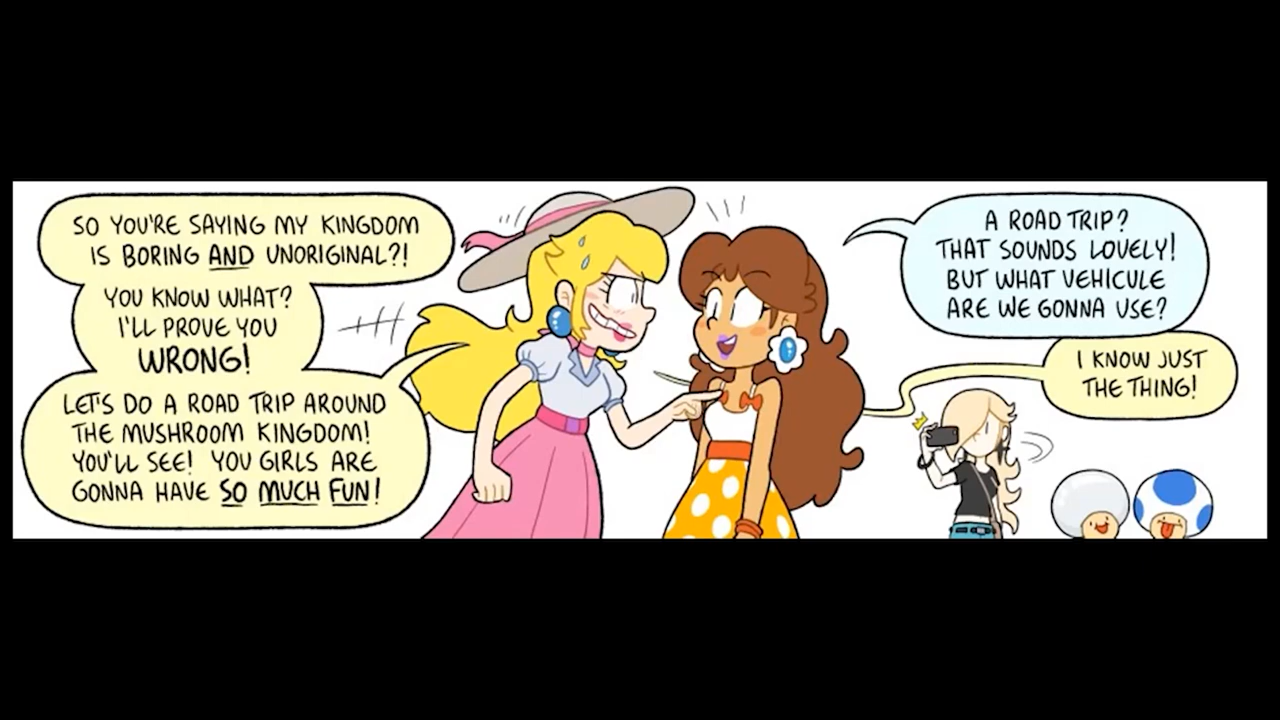 SO YOU'RE SAYING MY KINGDOM
IS BORING AND UNORIGINAL?!
YOU KNOW WHAT?
I'LL PROVE YOU
WRONG!
LET'S DO A ROAD TRIP AROUND
THE MUSHROOM KINGDOM!
YOU'LL SEE! YOU GIRLS ARE
GONNA HAVE SO MUCH FUN!
A ROAD TRIP?
THAT SOUNDS LOVELY!
BUT WHAT VEHICULE
ARE WE GONNA USE?
I KNOW JUST
THE THING!